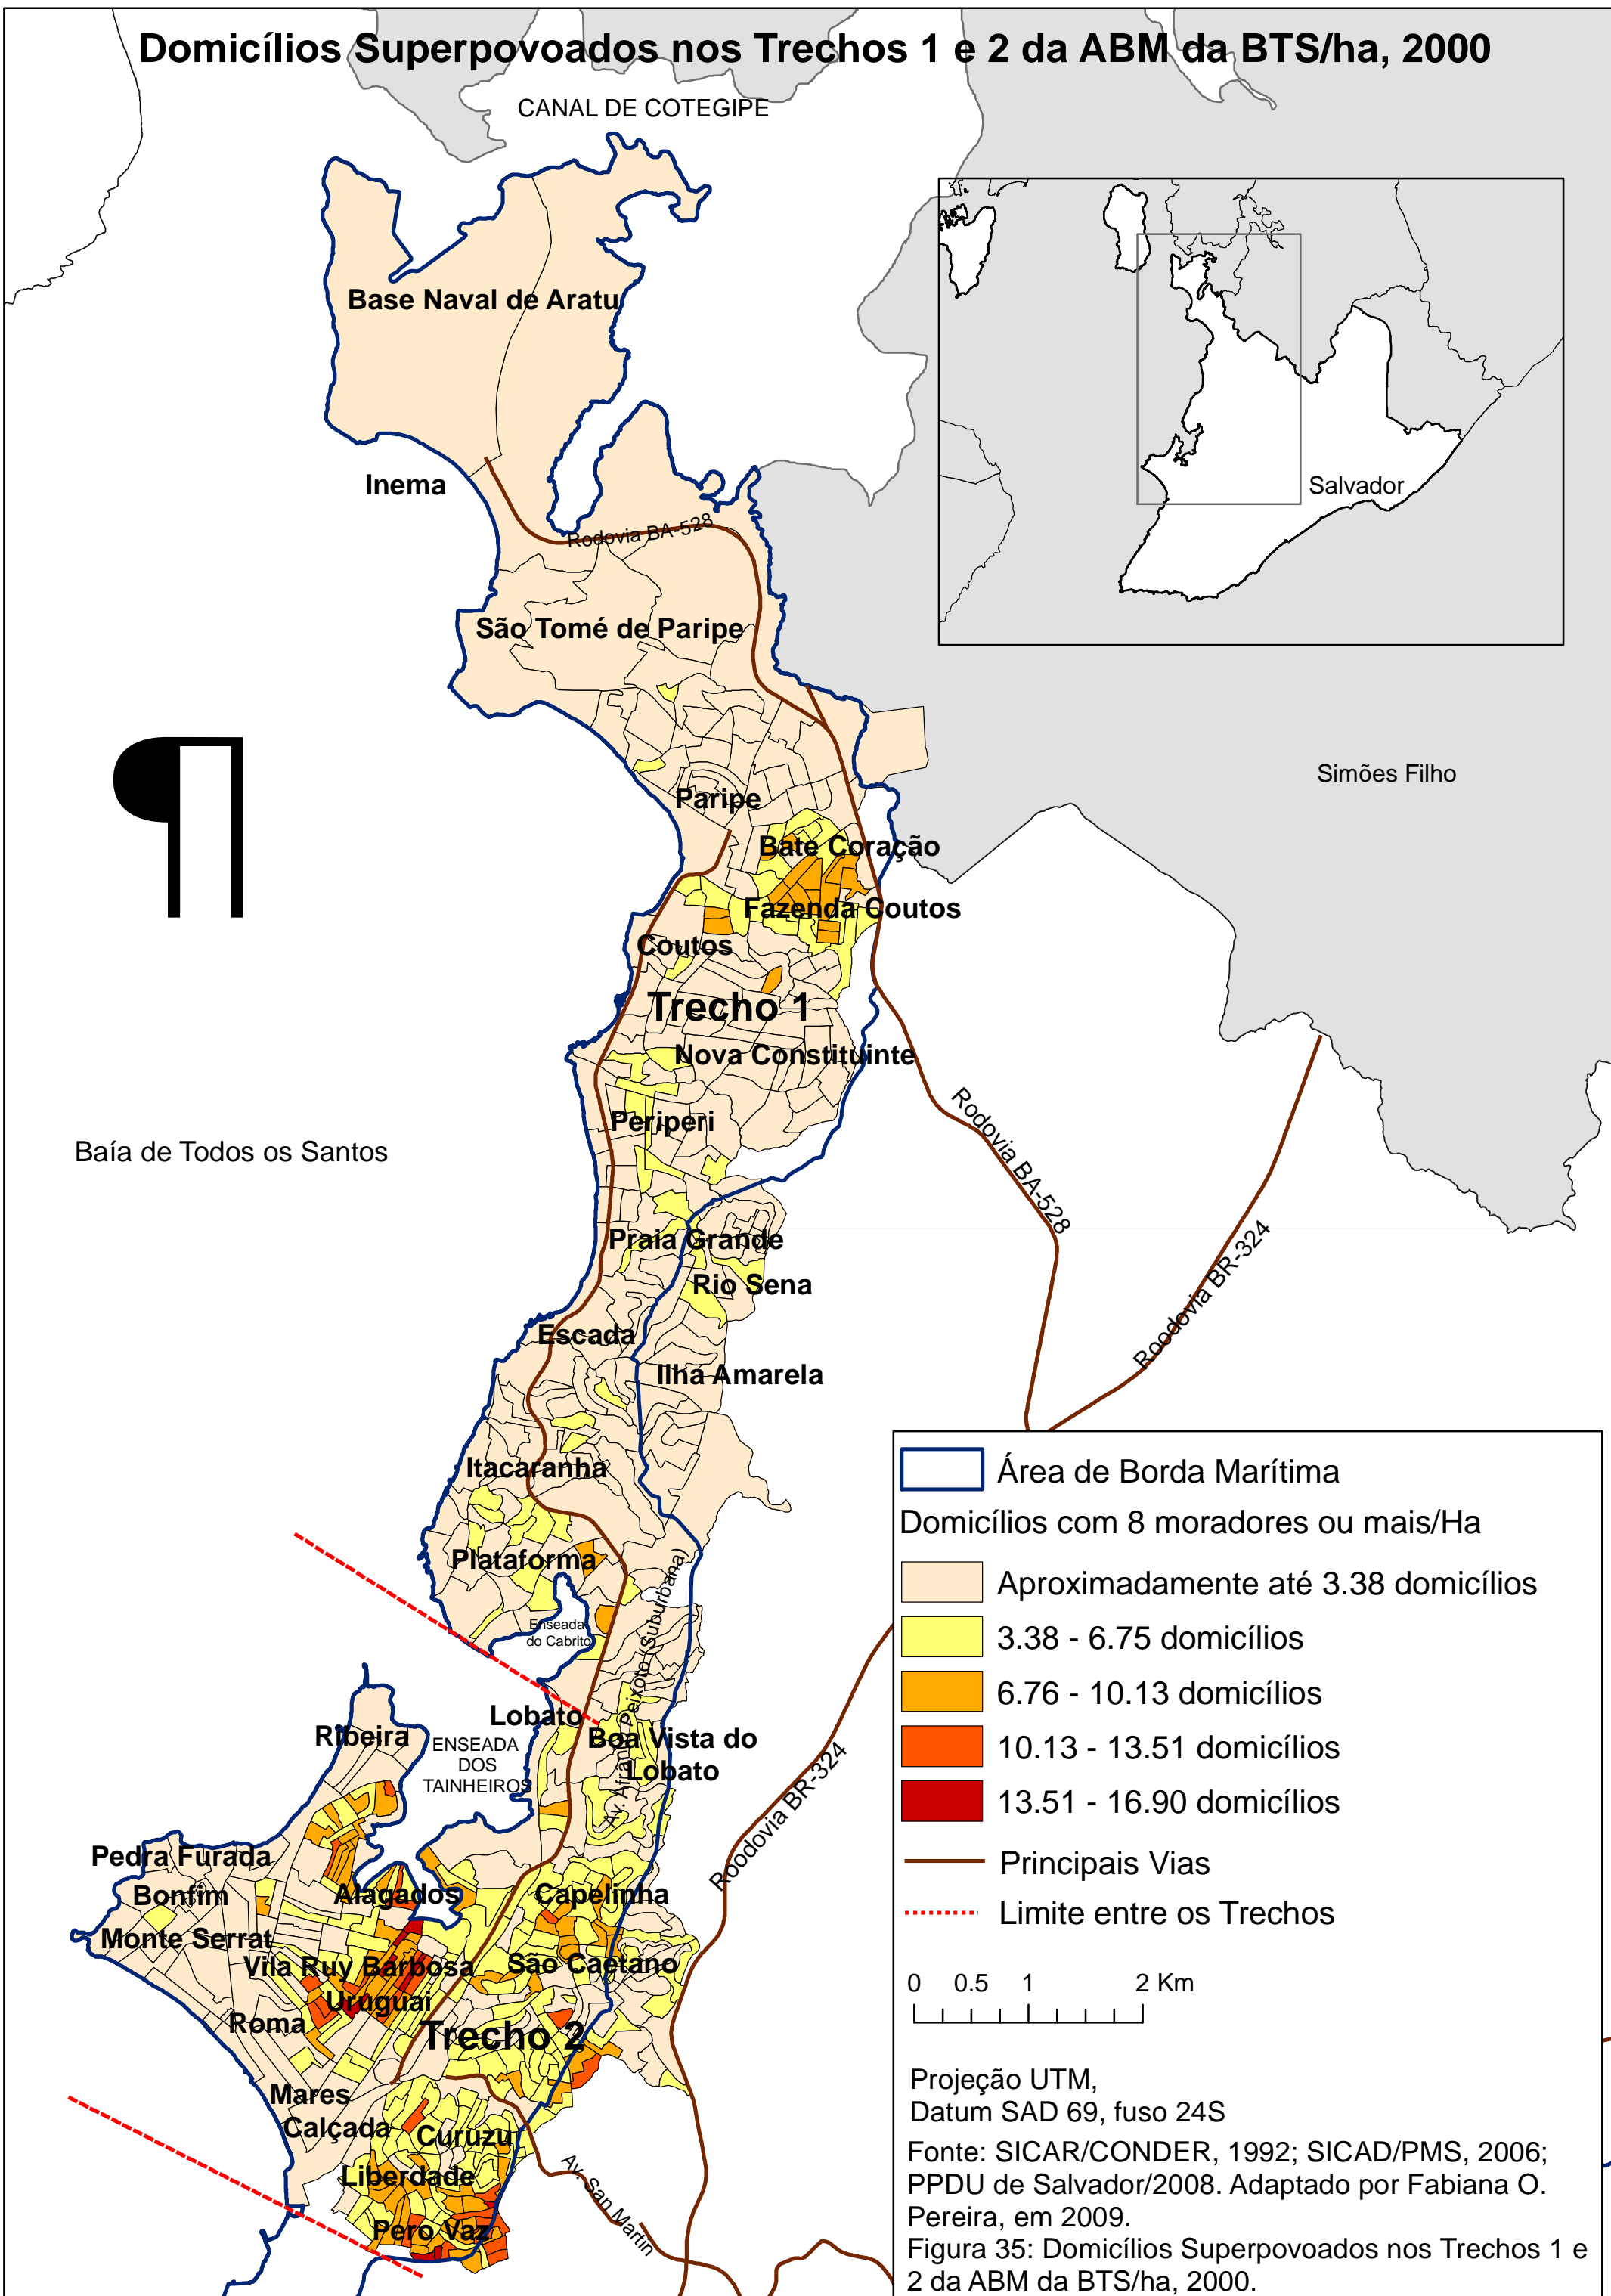 Domicílios Superpovoados nos Trechos 1 e 2 da ABM da BTS/ha, 2000
CANAL DE COTEGIPE
Base Naval de Aratu
Inema
Salvador
Rodovia BA-528
São Tomé de Paripe
¶
Simões Filho
Paripe
Bate Coração
Fazenda Coutos
Coutos
Trecho 1
Nova Constituinte
Periperi
Rodovia BA-528
Baía de Todos os Santos
Praia Grande
Roodovia BR-324
Rio Sena
Escada
Ilha Amarela
Itacaranha
Plataforma
Enseada
do Cabrito
Av. Afrânio Peixoto (Suburbana)
Lobato
Ribeira
ENSEADA
DOS
TAINHEIROS
Boa Vista do
Lobato
Roodovia BR-324
Pedra Furada
Bonfim
Alagados
Capelinha
Monte Serrat
Vila Ruy Barbosa
São Caetano
Uruguai
Roma
Trecho 2
Mares
Calçada
Curuzu
Liberdade
Av. San Martin
Pero Vaz
Área de Borda Marítima
Domicílios com 8 moradores ou mais/Ha
Aproximadamente até 3.38 domicílios
3.38 - 6.75 domicílios
6.76 - 10.13 domicílios
10.13 - 13.51 domicílios
13.51 - 16.90 domicílios
Principais Vias
Limite entre os Trechos
0 0.5 1 2 Km
Projeção UTM,
Datum SAD 69, fuso 24S
Fonte: SICAR/CONDER, 1992; SICAD/PMS, 2006;
PPDU de Salvador/2008. Adaptado por Fabiana O.
Pereira, em 2009.
Figura 35: Domicílios Superpovoados nos Trechos 1 e
2 da ABM da BTS/ha, 2000.